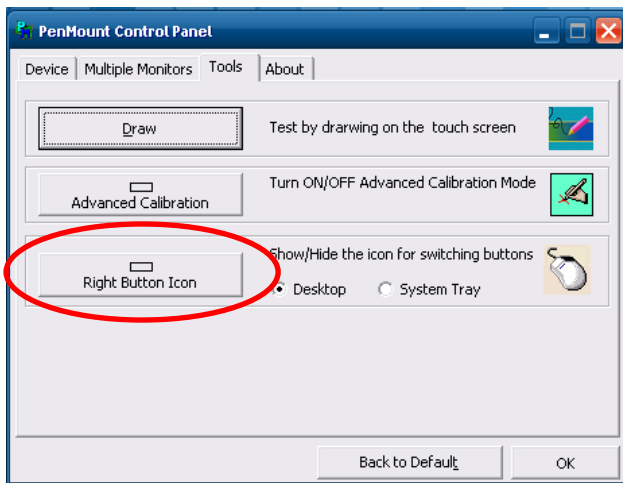 PenMount Control Panel
Device Multiple Monitors Tools About
Draw Test by drarwing on the touch screen
Advanced Calibration Turn ON/OFF Advanced Calibration Mode
Right Button Icon Show/Hide the icon for switching buttons
Desktop System Tray
Back to Default OK